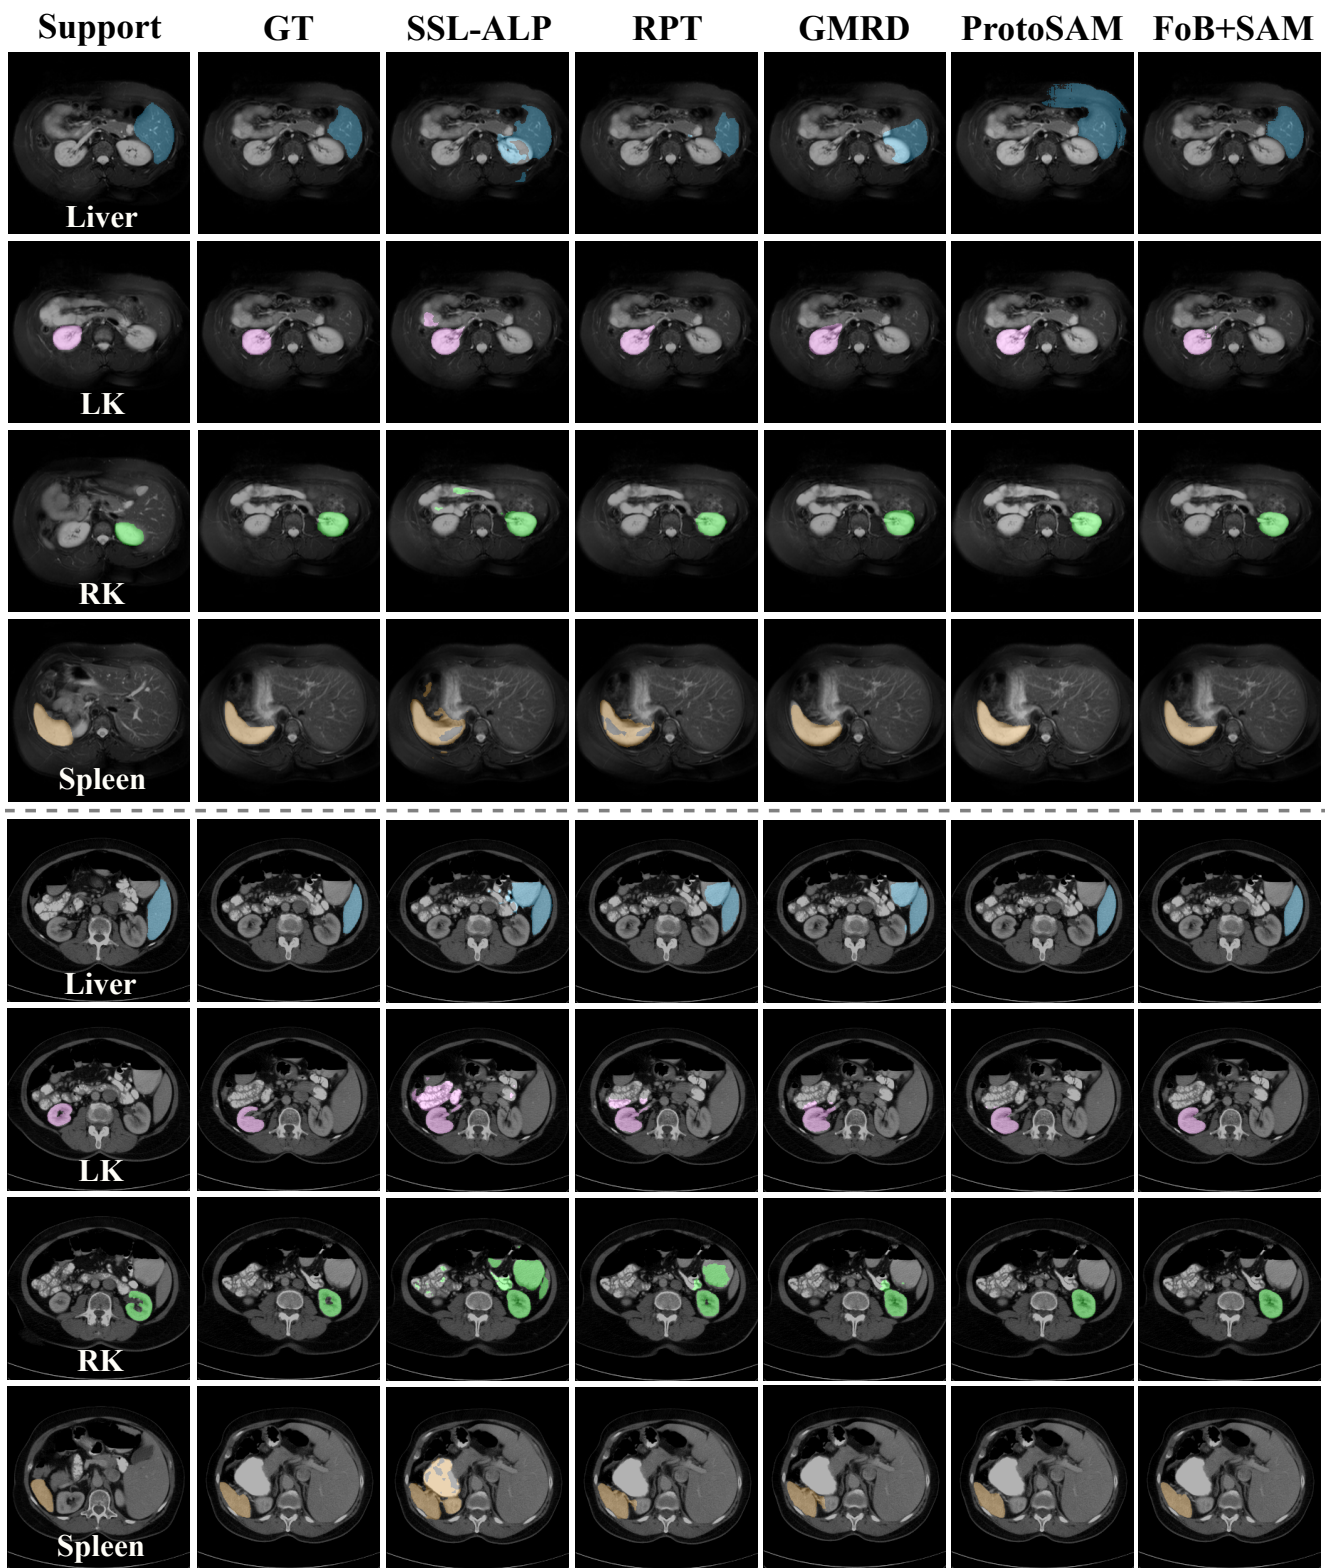 Support GT SSL-ALP RPT GMRD ProtoSAM FoB+SAM
Liver
LK
RK
Spleen
Liver
LK
RK
Spleen